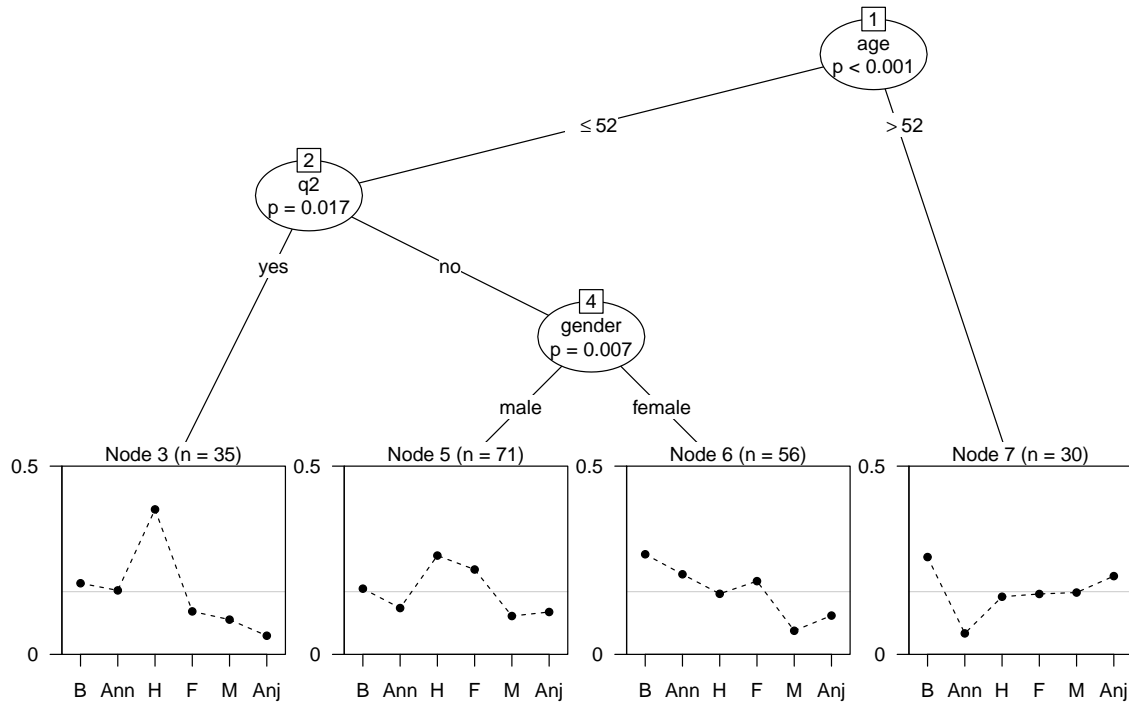 1
age
p < 0.001
≤ 52
> 52
2
q2
p = 0.017
yes
no
4
gender
p = 0.007
male
female
Node 3 (n = 35)
0.5
0
B Ann H F M Anj
Node 5 (n = 71)
0.5
0
B Ann H F M Anj
Node 6 (n = 56)
0.5
0
B Ann H F M Anj
Node 7 (n = 30)
0.5
0
B Ann H F M Anj